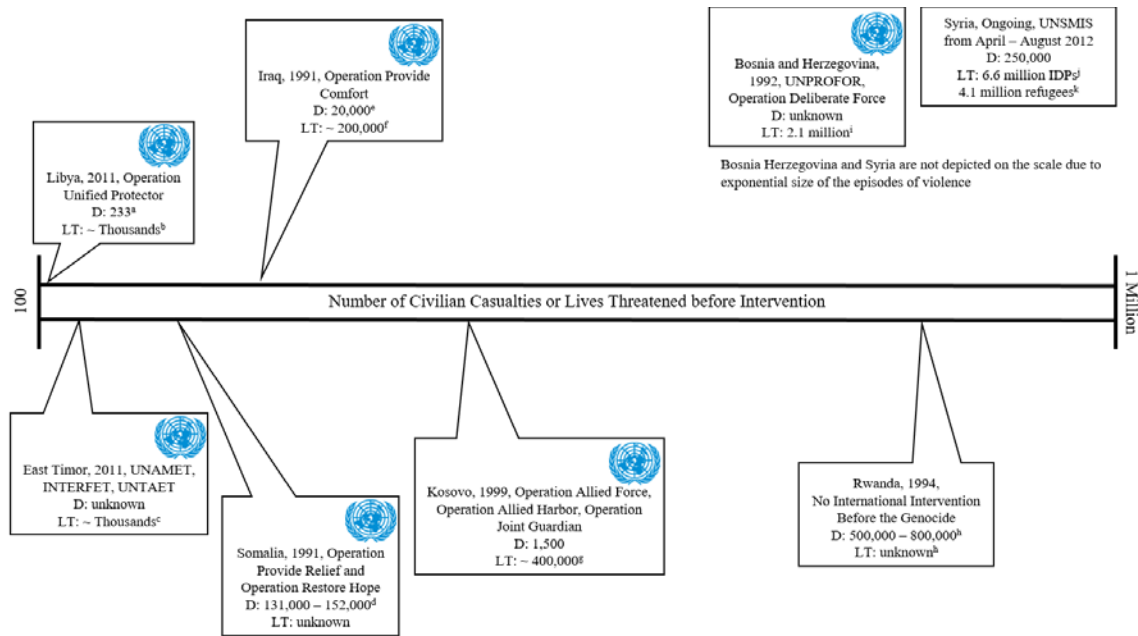 Iraq, 1991, Operation Provide
Comfort
D: 20,000ᵉ
LT: ~ 200,000ᶠ
Bosnia and Herzegovina,
1992, UNPROFOR,
Operation Deliberate Force
D: unknown
LT: 2.1 millionⁱ
Syria, Ongoing, UNSMIS
from April – August 2012
D: 250,000
LT: 6.6 million IDPsʲ
4.1 million refugeesᵏ
Bosnia Herzegovina and Syria are not depicted on the scale due to
exponential size of the episodes of violence
Libya, 2011, Operation
Unified Protector
D: 233ᵃ
LT: ~ Thousandsᵇ
100
Number of Civilian Casualties or Lives Threatened before Intervention
1 Million
East Timor, 2011, UNAMET,
INTERFET, UNTAET
D: unknown
LT: ~ Thousandsᶜ
Somalia, 1991, Operation
Provide Relief and
Operation Restore Hope
D: 131,000 – 152,000ᵈ
LT: unknown
Kosovo, 1999, Operation Allied Force,
Operation Allied Harbor, Operation
Joint Guardian
D: 1,500
LT: ~ 400,000ᵍ
Rwanda, 1994,
No International Intervention
Before the Genocide
D: 500,000 – 800,000ʰ
LT: unknownʰ